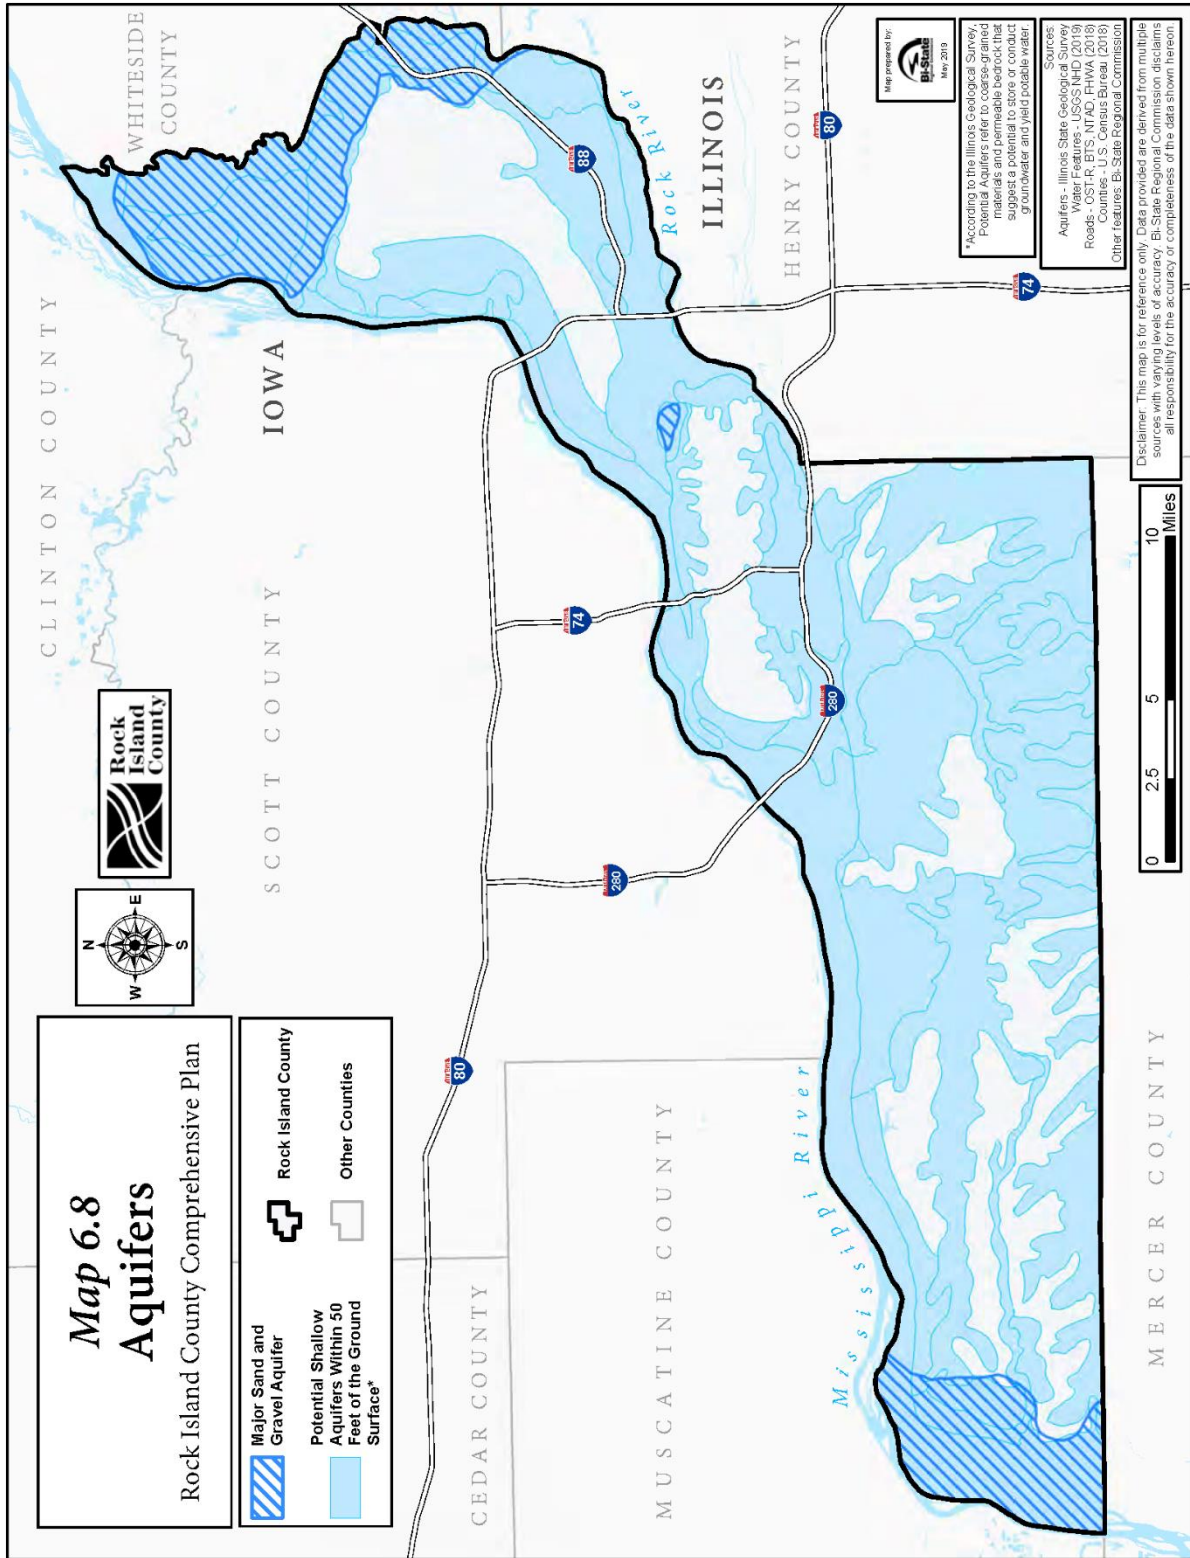 Map 6.8
Aquifers
Rock Island County Comprehensive Plan
Major Sand and
Gravel Aquifer
Potential Shallow
Aquifers Within 50
Feet of the Ground
Surface*
Rock Island County
Other Counties
N
W
E
S
Rock
Island
County
CLINTON COUNTY
WHITESIDE
COUNTY
SCOTT COUNTY
IOWA
CEDAR COUNTY
MUSCATINE COUNTY
Mississippi River
Rock River
ILLINOIS
HENRY COUNTY
MERCER COUNTY
80
280
74
88
80
280
74
0 2.5 5 10
Miles
Map prepared by:
Bi-State
May 2019
*According to the Illinois Geological Survey,
Potential Aquifers refer to coarse-grained
materials and permeable bedrock that
suggest a potential to store or conduct
groundwater and yield potable water.
Sources:
Aquifers - Illinois State Geological Survey
Water Features - USGS NHD (2019)
Roads - OST-R, BTS, NTAD, FHWA (2018)
Counties - U.S. Census Bureau (2018)
Other features: Bi-State Regional Commission
Disclaimer: This map is for reference only. Data provided are derived from multiple
sources with varying levels of accuracy. Bi-State Regional Commission disclaims
all responsibility for the accuracy or completeness of the data shown hereon.